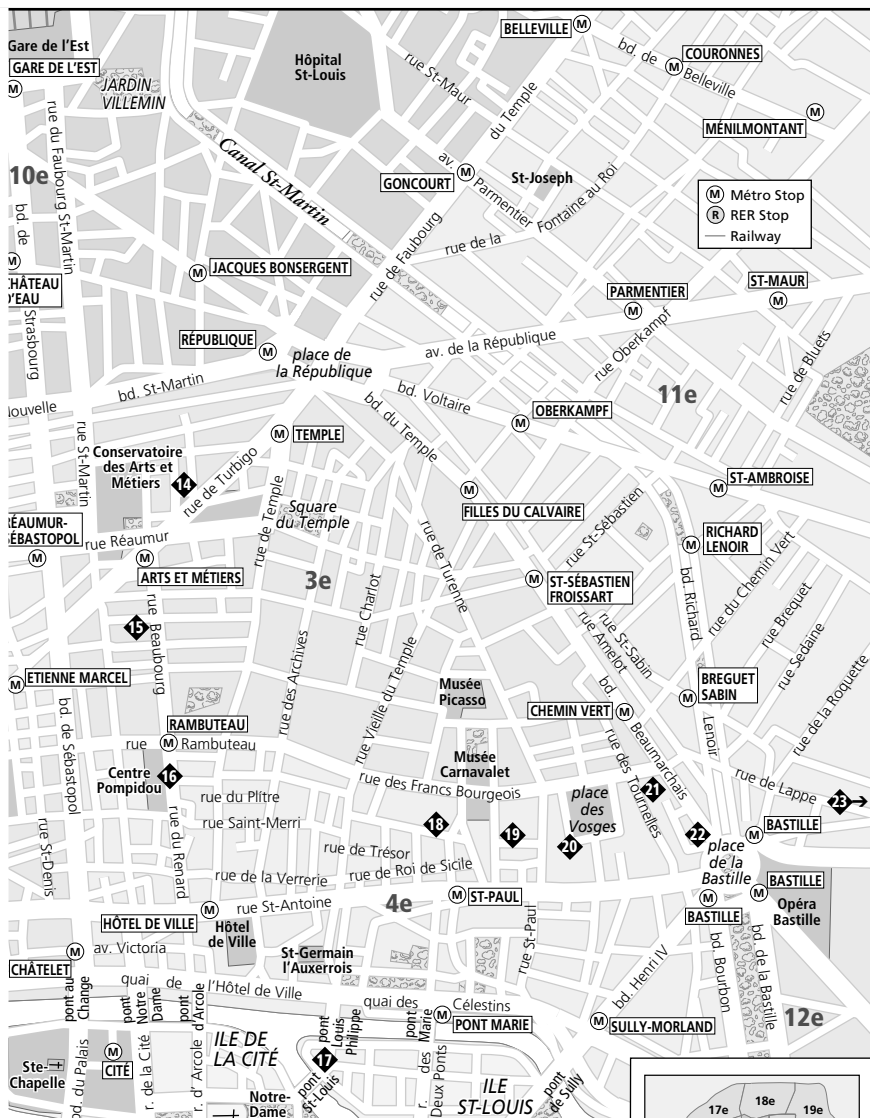 BELLEVILLE
M
Gare de l'Est
GARE DE L'EST
M
JARDIN
VILLEMIN
Hôpital
St-Louis
rue St-Maur
bd. de
Belleville
COURONNES
M
MÉNILMONTANT
M
rue du Faubourg St-Martin
Canal St-Martin
du Temple
10e
GONCOURT
M
av.
Parmentier
St-Joseph
Fontaine au Roi
M Métro Stop
R RER Stop
Railway
bd. de
Strasbourg
M
CHÂTEAU
D'EAU
M
JACQUES BONSERGENT
rue de Faubourg
rue de la
PARMENTIER
M
ST-MAUR
M
RÉPUBLIQUE
M
place de
la République
av. de la République
rue Oberkampf
rue de Bluets
bd. St-Martin
Nouvelle
bd. Voltaire
bd. du Temple
OBERKAMPF
M
11e
rue St-Martin
Conservatoire
des Arts et
Métiers
14
rue de Turbigo
M
TEMPLE
rue de Temple
Square
du Temple
M
FILLES DU CALVAIRE
ST-AMBROISE
M
RÉAUMUR-
SÉBASTOPOL
M
rue Réaumur
M
ARTS ET MÉTIERS
rue de Turenne
rue St-Sébastien
M
RICHARD
LENOIR
3e
rue Charlot
M
ST-SÉBASTIEN
FROISSART
bd. Richard
Lenoir
rue du Chemin Vert
rue Brequet
15
rue Beaubourg
rue St-Sabin
rue Amelot
rue Sedaine
M
ETIENNE MARCEL
rue des Archives
rue Vieille du Temple
Musée
Picasso
CHEMIN VERT
M
bd.
Beaumarchais
M
BREGUET
SABIN
rue de la Roquette
bd. de Sébastopol
RAMBUTEAU
M
rue
Rambuteau
Centre
Pompidou
16
Musée
Carnavalet
rue des Francs Bourgeois
rue des Tournelles
21
rue de Lappe
23
rue du Plître
rue Saint-Merri
rue du Renard
18
19
place
des
Vosges
20
22
M
BASTILLE
rue St-Denis
rue de Trésor
rue de la Verrerie
rue de Roi de Sicile
place
de la
Bastille
HÔTEL DE VILLE
M
rue St-Antoine
4e
M
ST-PAUL
rue St-Paul
M
BASTILLE
M
BASTILLE
Opéra
Bastille
Hôtel
de Ville
M
CHÂTELET
av. Victoria
St-Germain
l'Auxerrois
bd. Henri IV
bd. Bourbon
bd de la Bastille
quai de
l'Hôtel de Ville
quai des
Célestins
pont au
Change
pont
Notre
Dame
pont
d'Arcole
pont
Louis
Philippe
pont
Marie
M
PONT MARIE
M
SULLY-MORLAND
12e
ILE DE
LA CITÉ
Ste-
Chapelle
bd. du Palais
M
CITÉ
r. de la Cité
r. d'Arcole
17
pont
St-Louis
des
Deux Ponts
Notre-
Dame
ILE
ST-LOUIS
pont
de Sully
17e
18e
19e